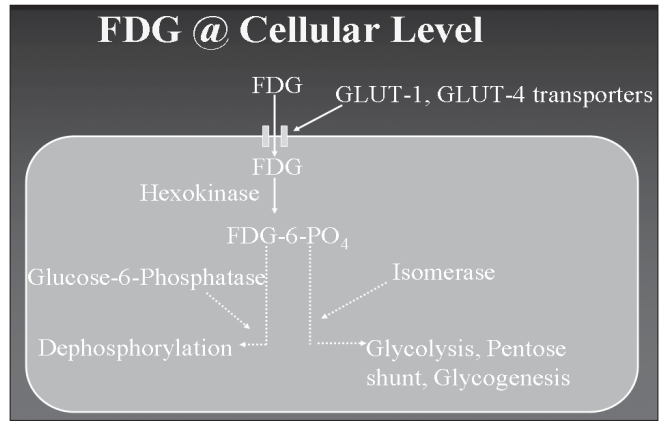 FDG @ Cellular Level
FDG
GLUT-1, GLUT-4 transporters
FDG
Hexokinase
FDG-6-PO₄
Glucose-6-Phosphatase
Isomerase
Dephosphorylation
Glycolysis, Pentose
shunt, Glycogenesis